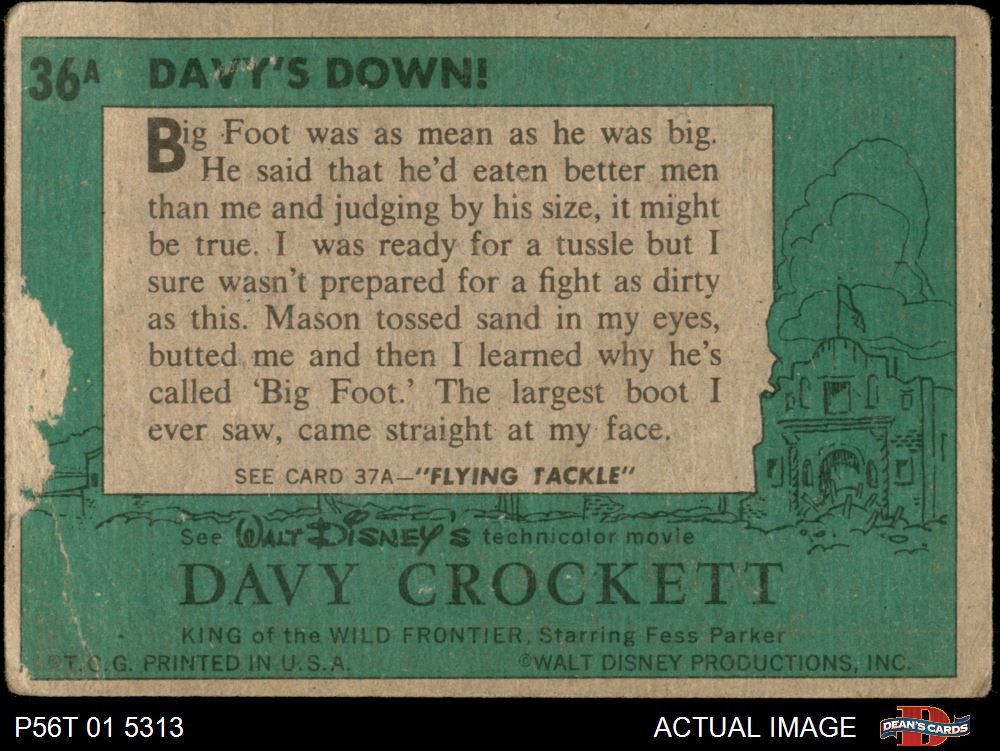 36A DAVY'S DOWN!
Big Foot was as mean as he was big.
He said that he'd eaten better men
than me and judging by his size, it might
be true. I was ready for a tussle but I
sure wasn't prepared for a fight as dirty
as this. Mason tossed sand in my eyes,
butted me and then I learned why he's
called 'Big Foot.' The largest boot I
ever saw, came straight at my face.
SEE CARD 37A—"FLYING TACKLE"
See WALT DISNEY'S technicolor movie
DAVY CROCKETT
KING of the WILD FRONTIER, Starring Fess Parker
©T.C.G. PRINTED IN U.S.A. ©WALT DISNEY PRODUCTIONS, INC.
P56T 01 5313 ACTUAL IMAGE DEAN'S CARDS